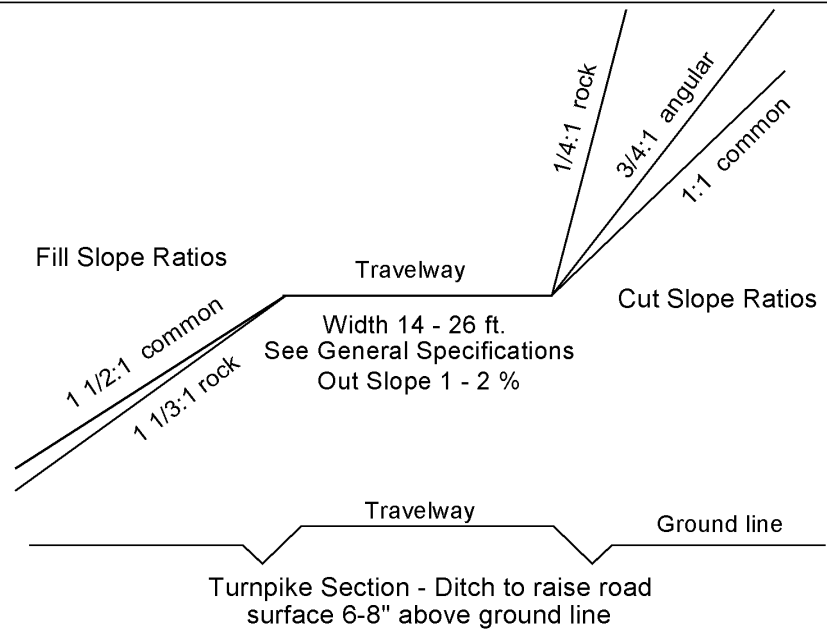 1/4:1 rock
3/4:1 angular
1:1 common
Fill Slope Ratios
Travelway
Cut Slope Ratios
Width 14 - 26 ft.
See General Specifications
Out Slope 1 - 2 %
1 1/2:1 common
1 1/3:1 rock
Travelway
Ground line
Turnpike Section - Ditch to raise road
surface 6-8" above ground line